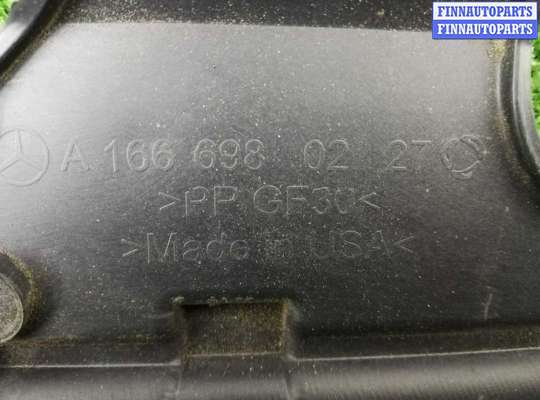 FINNAUTOPARTS
FINNAUTOPARTS
A 166 698 02 27
>PP GF30<
>Made in USA<